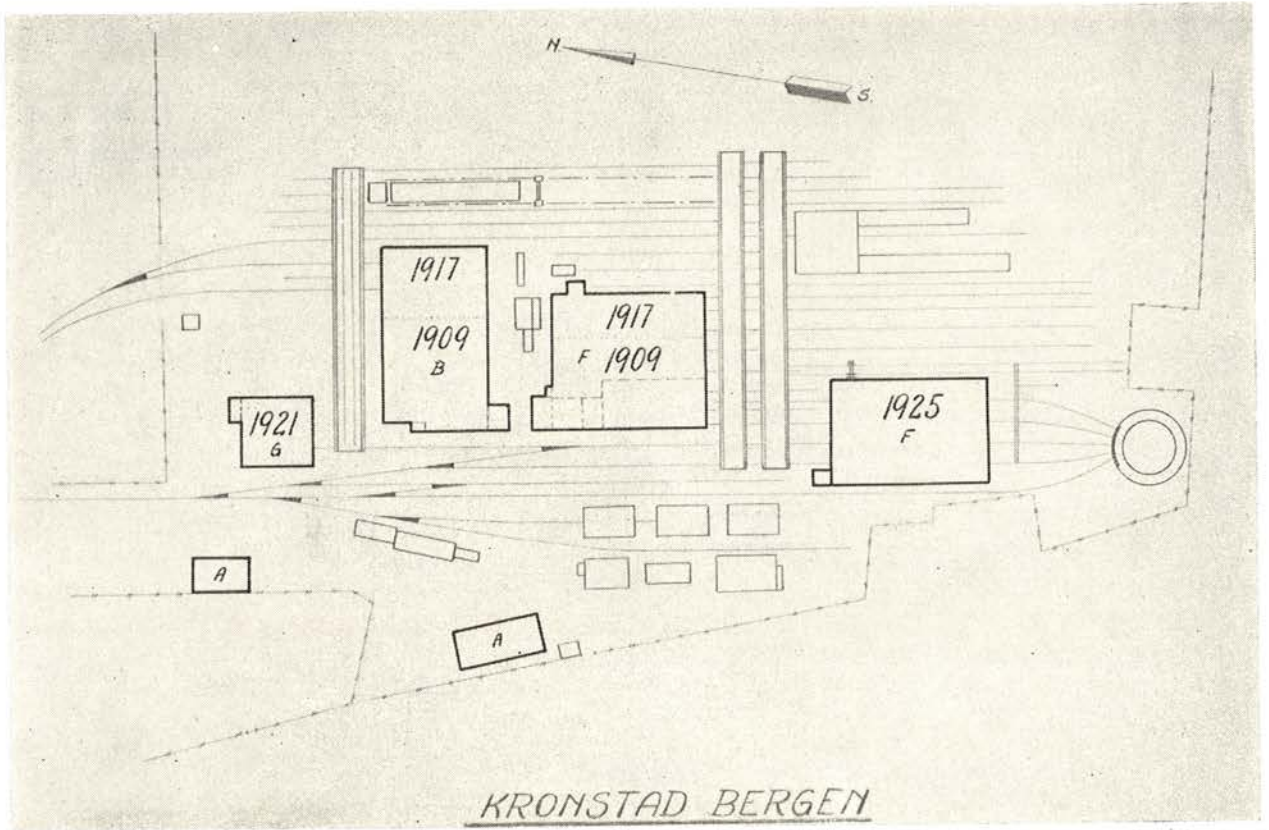 N.
S.
1917
1909
B
1917
F 1909
1921
G
1925
F
A
A
KRONSTAD BERGEN